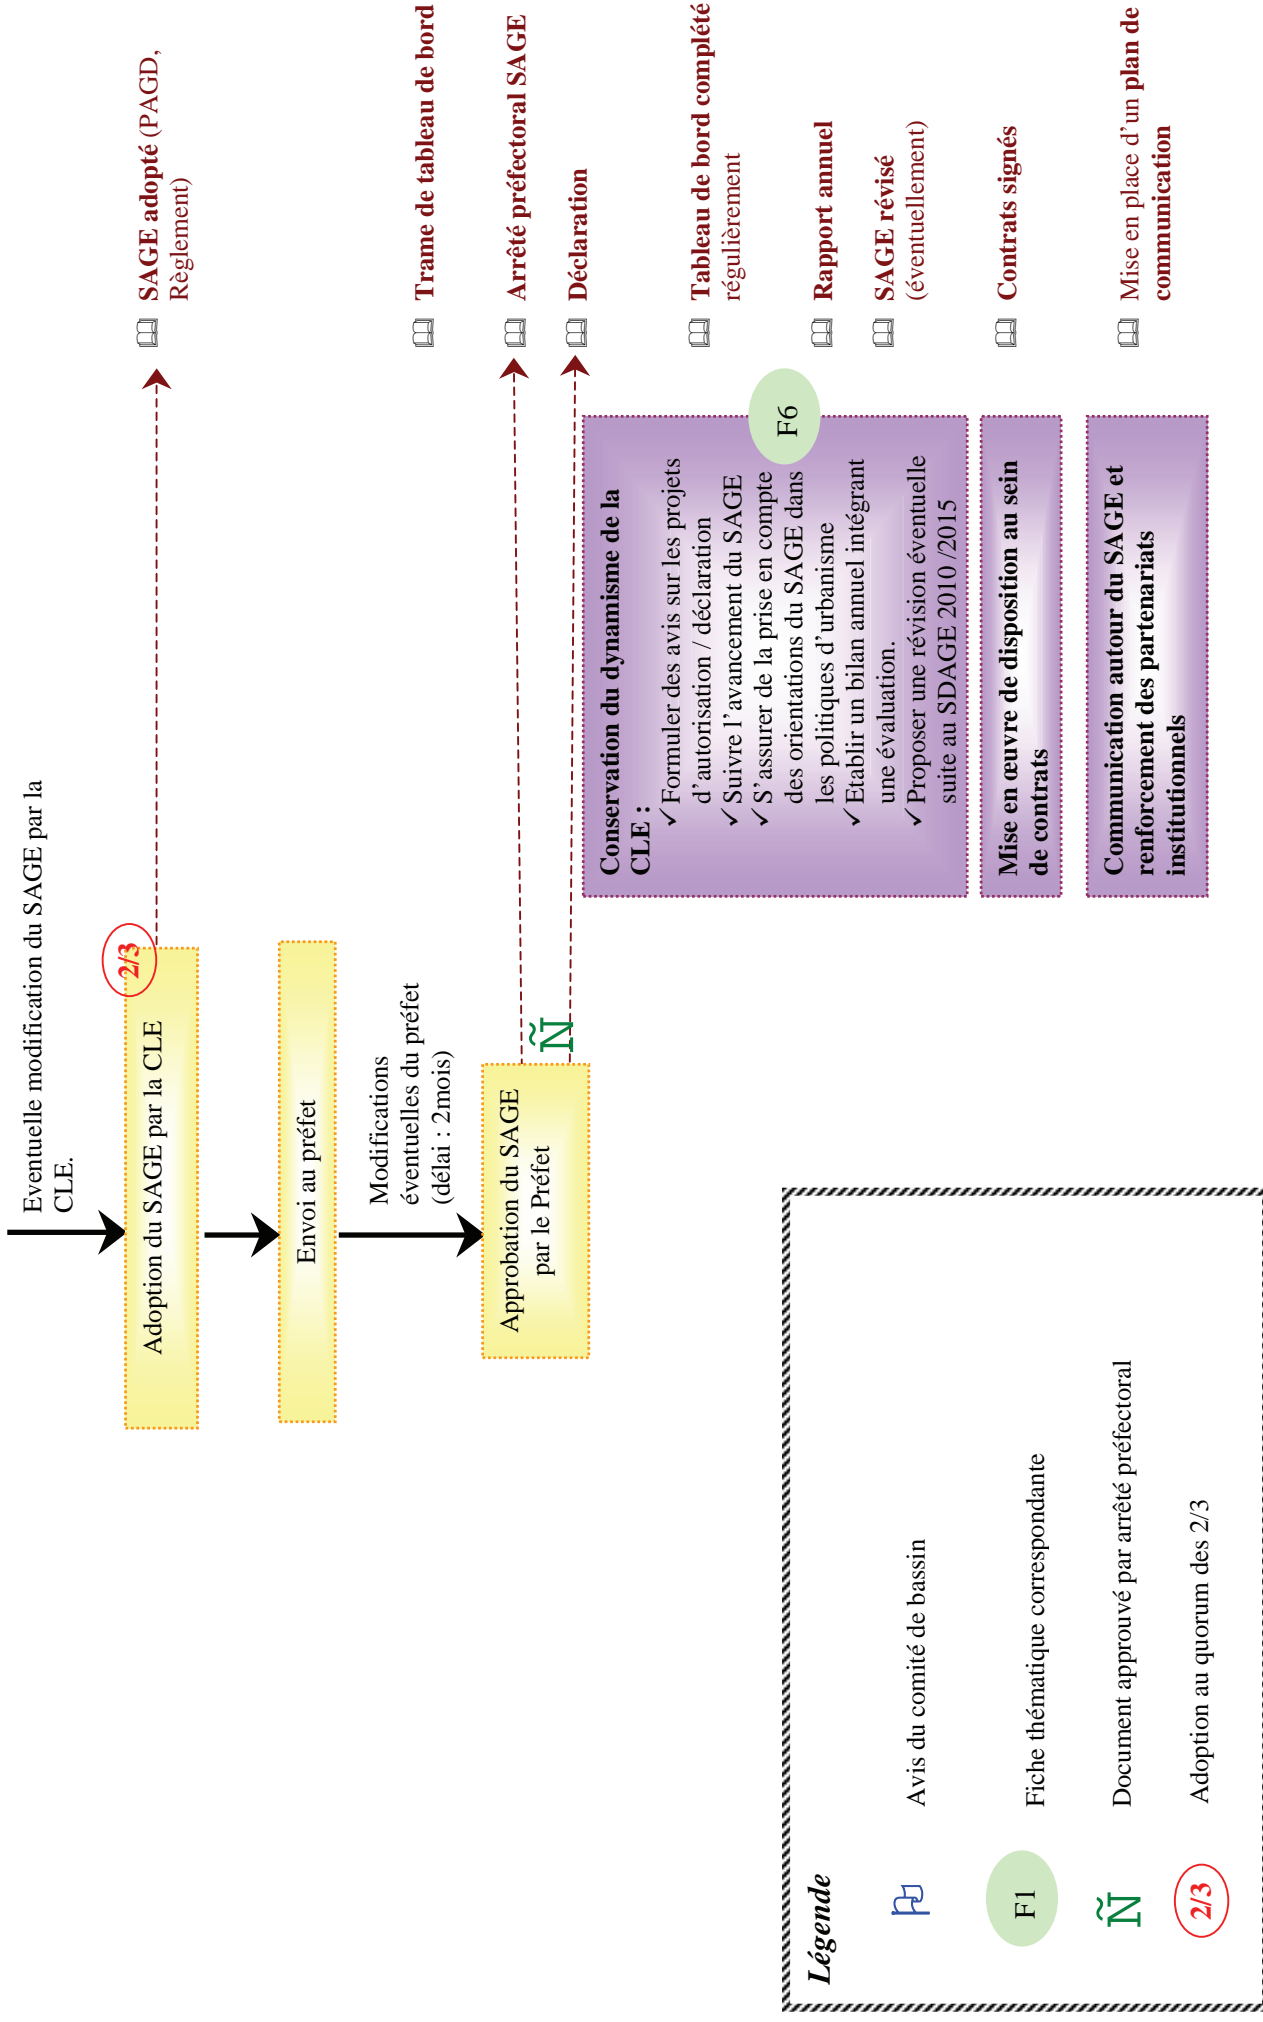 Eventuelle modification du SAGE par la
CLE.
2/3
Adoption du SAGE par la CLE
SAGE adopté (PAGD,
Règlement)
Envoi au préfet
Modifications
éventuelles du préfet
(délai : 2mois)
Trame de tableau de bord
Approbation du SAGE
par le Préfet
Ñ
Arrêté préfectoral SAGE
Déclaration
Conservation du dynamisme de la
CLE :
✓Formuler des avis sur les projets
d'autorisation / déclaration
✓Suivre l'avancement du SAGE
✓S'assurer de la prise en compte
des orientations du SAGE dans
les politiques d'urbanisme
✓Etablir un bilan annuel intégrant
une évaluation.
✓Proposer une révision éventuelle
suite au SDAGE 2010 /2015
F6
Tableau de bord complété
régulièrement
Rapport annuel
SAGE révisé
(éventuellement)
Mise en œuvre de disposition au sein
de contrats
Contrats signés
Communication autour du SAGE et
renforcement des partenariats
institutionnels
Mise en place d'un plan de
communication
Légende
Avis du comité de bassin
F1 Fiche thématique correspondante
Ñ Document approuvé par arrêté préfectoral
2/3 Adoption au quorum des 2/3